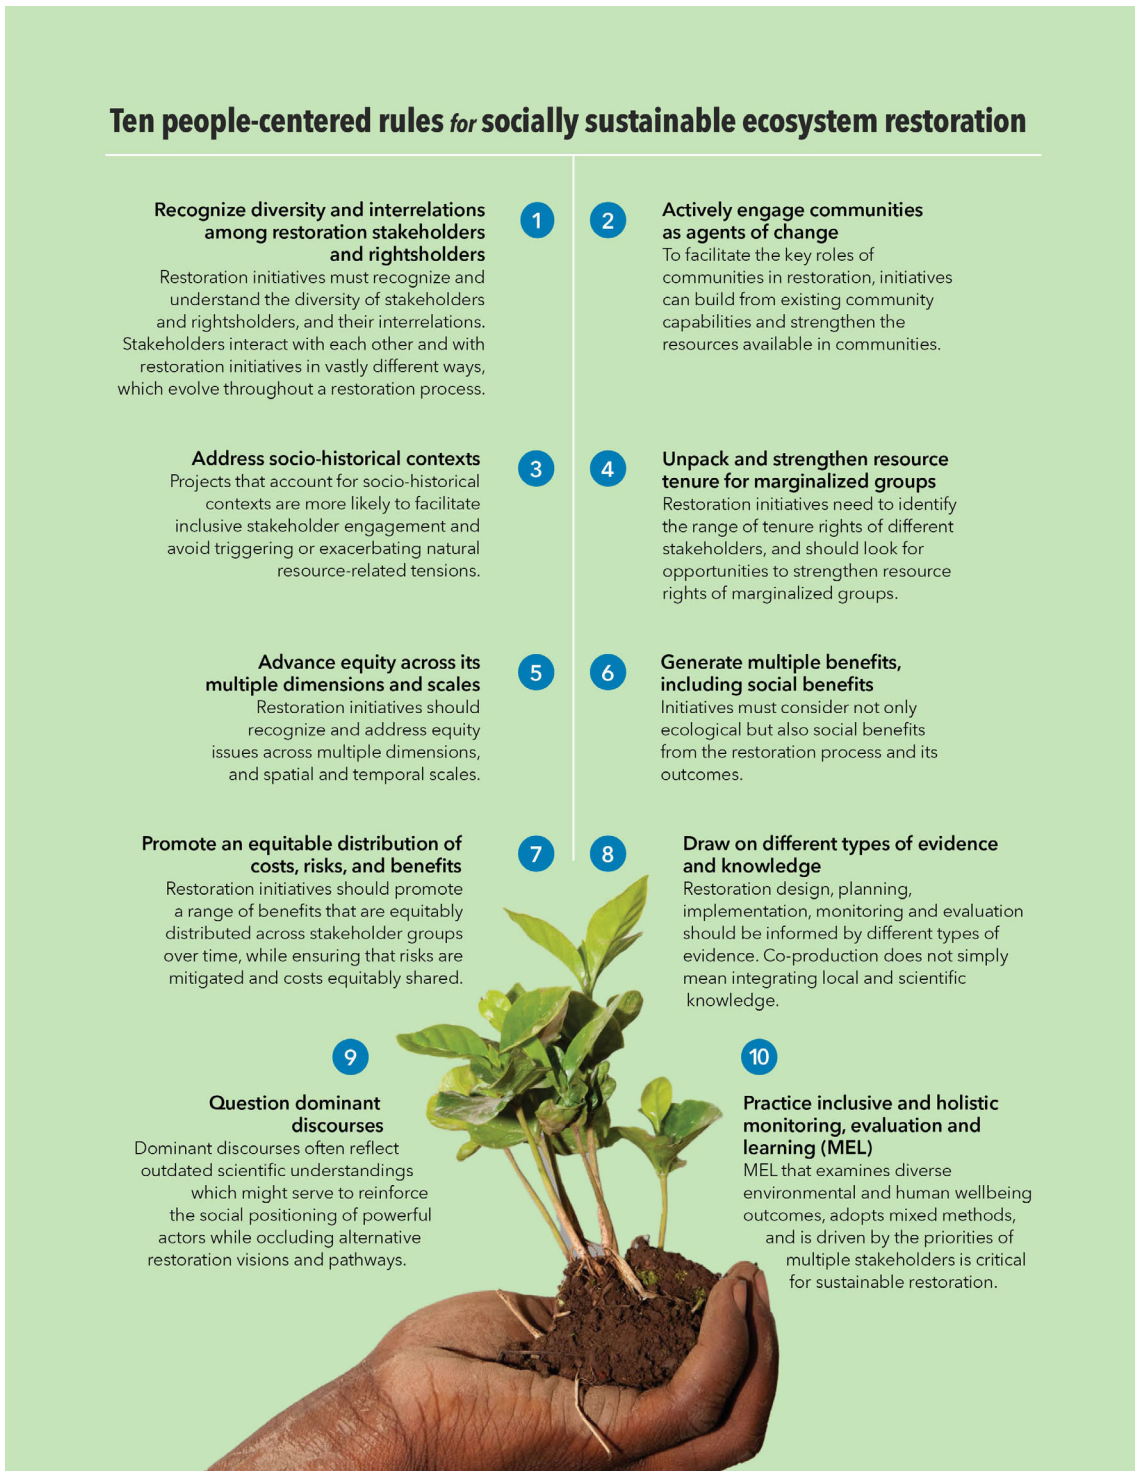 Ten people-centered rules for socially sustainable ecosystem restoration
1
Recognize diversity and interrelations
among restoration stakeholders
and rightsholders
Restoration initiatives must recognize and
understand the diversity of stakeholders
and rightsholders, and their interrelations.
Stakeholders interact with each other and with
restoration initiatives in vastly different ways,
which evolve throughout a restoration process.
2
Actively engage communities
as agents of change
To facilitate the key roles of
communities in restoration, initiatives
can build from existing community
capabilities and strengthen the
resources available in communities.
3
Address socio-historical contexts
Projects that account for socio-historical
contexts are more likely to facilitate
inclusive stakeholder engagement and
avoid triggering or exacerbating natural
resource-related tensions.
4
Unpack and strengthen resource
tenure for marginalized groups
Restoration initiatives need to identify
the range of tenure rights of different
stakeholders, and should look for
opportunities to strengthen resource
rights of marginalized groups.
5
Advance equity across its
multiple dimensions and scales
Restoration initiatives should
recognize and address equity
issues across multiple dimensions,
and spatial and temporal scales.
6
Generate multiple benefits,
including social benefits
Initiatives must consider not only
ecological but also social benefits
from the restoration process and its
outcomes.
7
Promote an equitable distribution of
costs, risks, and benefits
Restoration initiatives should promote
a range of benefits that are equitably
distributed across stakeholder groups
over time, while ensuring that risks are
mitigated and costs equitably shared.
8
Draw on different types of evidence
and knowledge
Restoration design, planning,
implementation, monitoring and evaluation
should be informed by different types of
evidence. Co-production does not simply
mean integrating local and scientific
knowledge.
9
Question dominant
discourses
Dominant discourses often reflect
outdated scientific understandings
which might serve to reinforce
the social positioning of powerful
actors while occluding alternative
restoration visions and pathways.
10
Practice inclusive and holistic
monitoring, evaluation and
learning (MEL)
MEL that examines diverse
environmental and human wellbeing
outcomes, adopts mixed methods,
and is driven by the priorities of
multiple stakeholders is critical
for sustainable restoration.